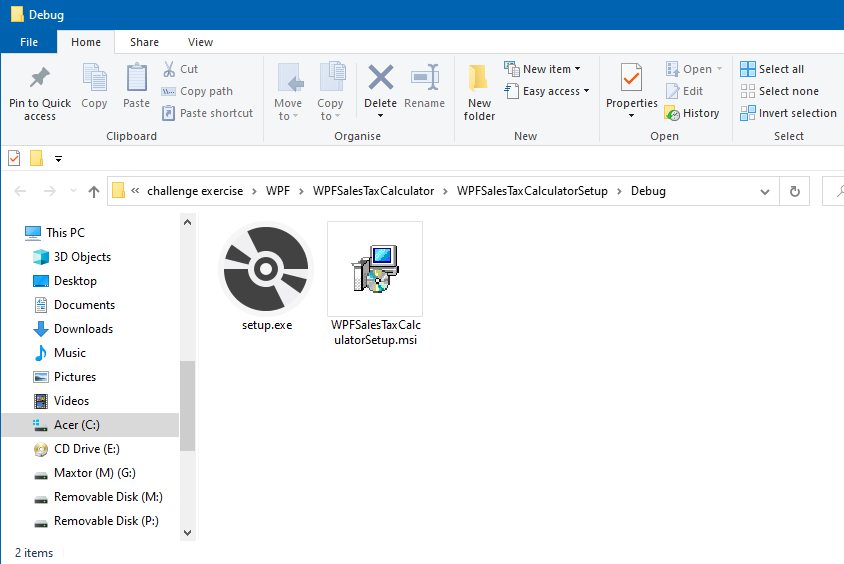 Debug
File Home Share View
Pin to Quick access
Copy
Paste
Cut
Copy path
Paste shortcut
Clipboard
Move to
Copy to
Delete
Rename
Organise
New folder
New item
Easy access
New
Properties
Open
Edit
History
Open
Select all
Select none
Invert selection
Select
« challenge exercise > WPF > WPFSalesTaxCalculator > WPFSalesTaxCalculatorSetup > Debug
This PC
3D Objects
Desktop
Documents
Downloads
Music
Pictures
Videos
Acer (C:)
CD Drive (E:)
Maxtor (M) (G:)
Removable Disk (M:)
Removable Disk (P:)
setup.exe
WPFSalesTaxCalc
ulatorSetup.msi
2 items